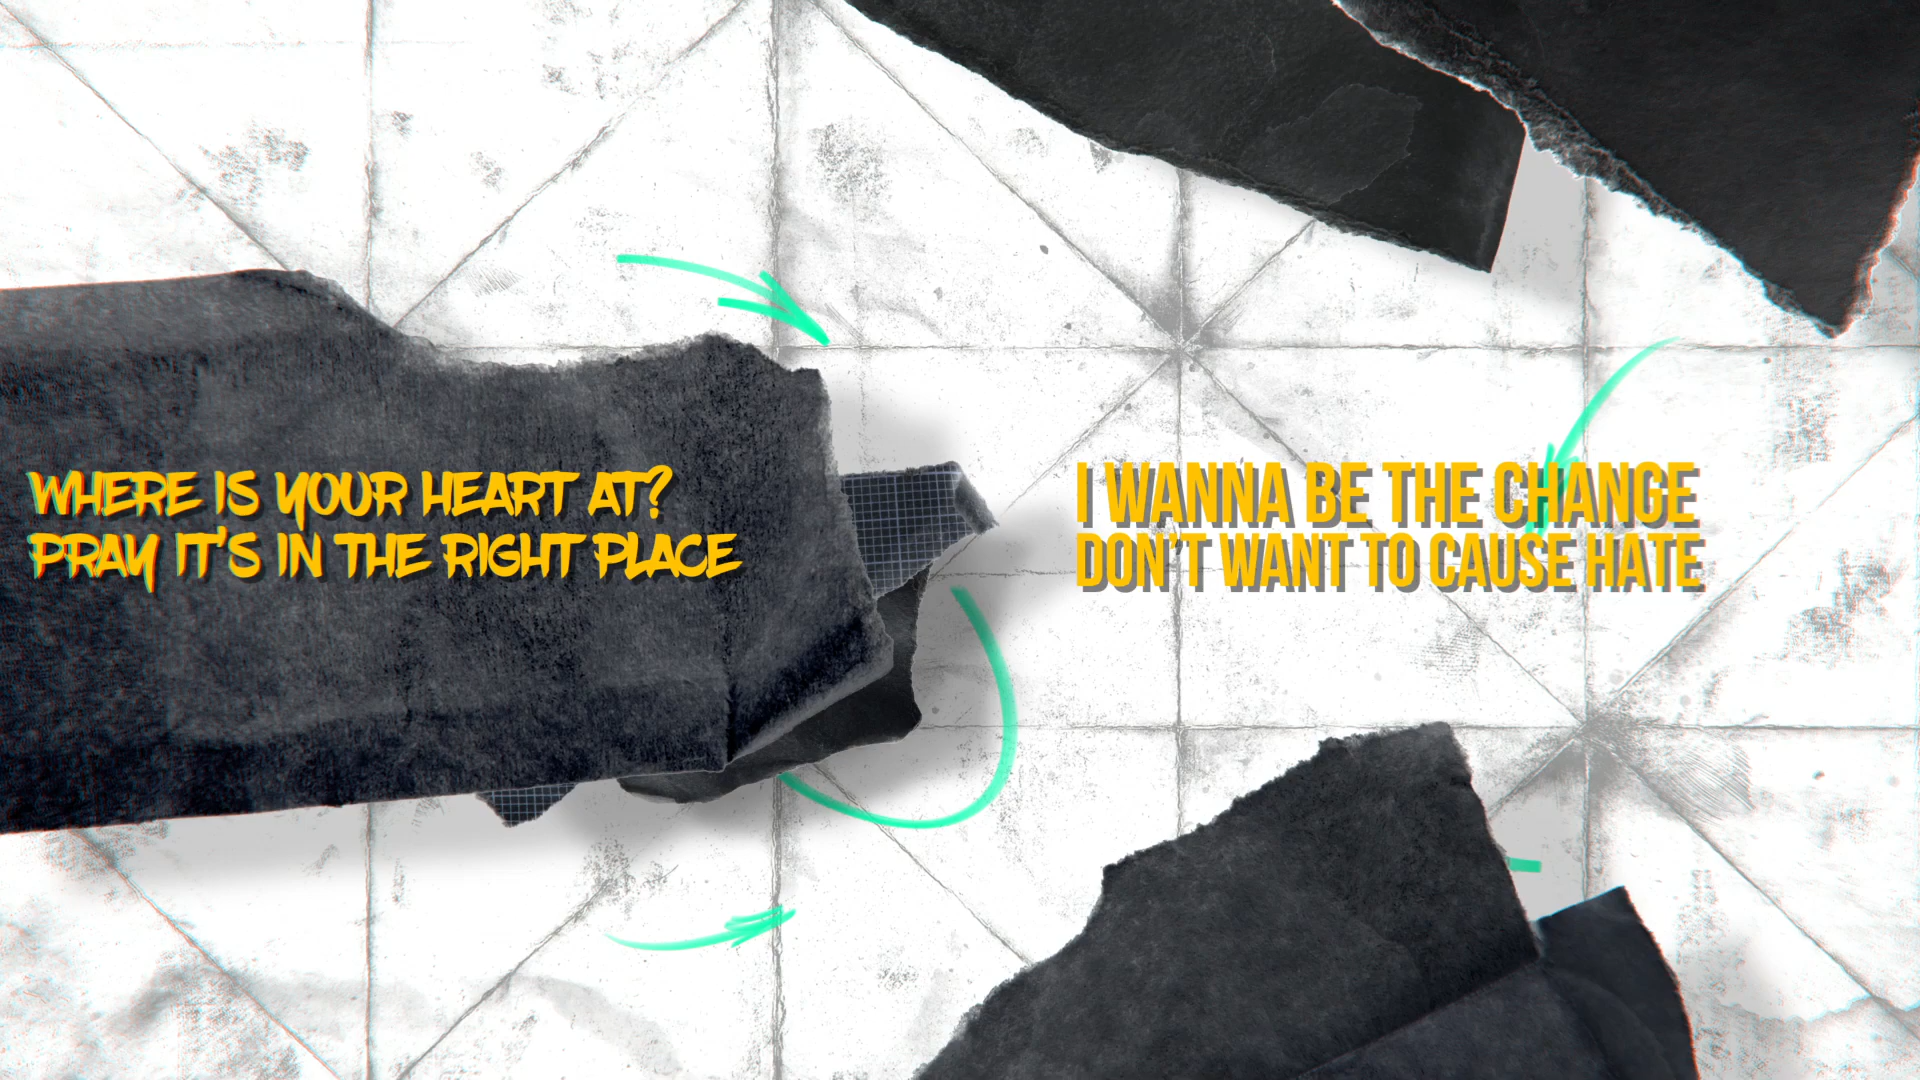 WHERE IS YOUR HEART AT?
PRAY IT'S IN THE RIGHT PLACE
I WANNA BE THE CHANGE
DON'T WANT TO CAUSE HATE